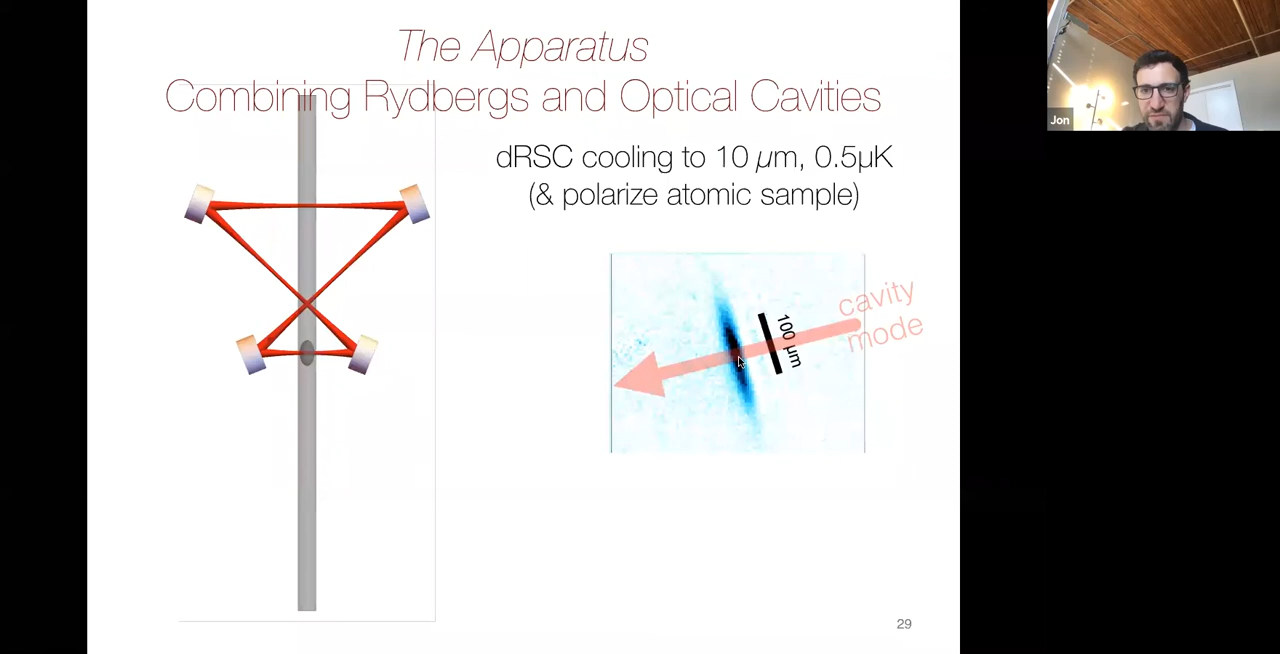 The Apparatus
Combining Rydbergs and Optical Cavities
dRSC cooling to 10 µm, 0.5µK
(& polarize atomic sample)
cavity
mode
100 µm
29
Jon